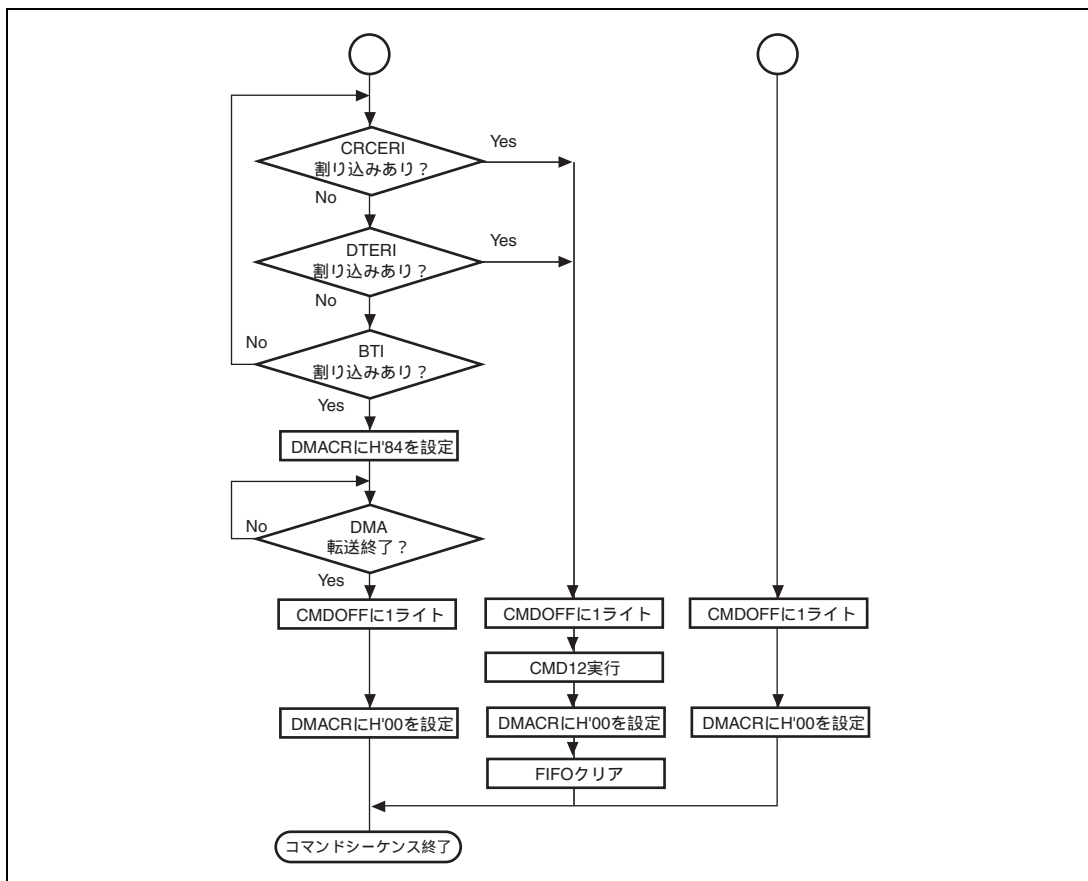 CRCERI
割り込みあり？
Yes
No
DTERI
割り込みあり？
Yes
No
BTI
割り込みあり？
No
Yes
DMACRにH'84を設定
DMA
転送終了？
No
Yes
CMDOFFに1ライト
CMDOFFに1ライト
CMDOFFに1ライト
CMD12実行
DMACRにH'00を設定
DMACRにH'00を設定
DMACRにH'00を設定
FIFOクリア
コマンドシーケンス終了